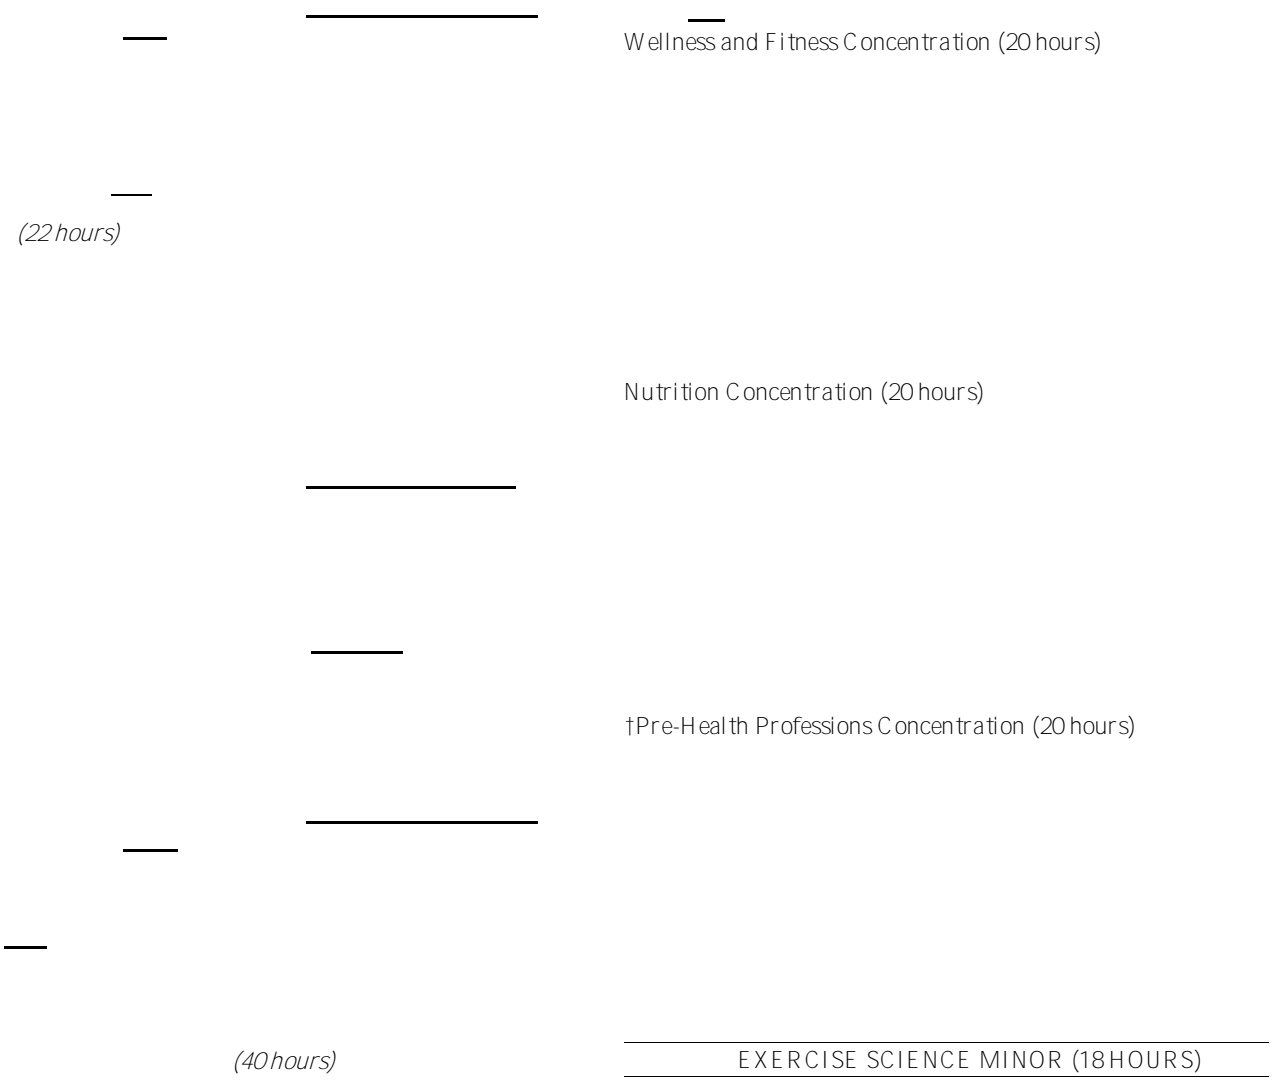 (22 hours)
(40 hours)
Wellness and Fitness Concentration (20 hours)
Nutrition Concentration (20 hours)
†Pre-Health Professions Concentration (20 hours)
EXERCISE SCIENCE MINOR (18 HOURS)